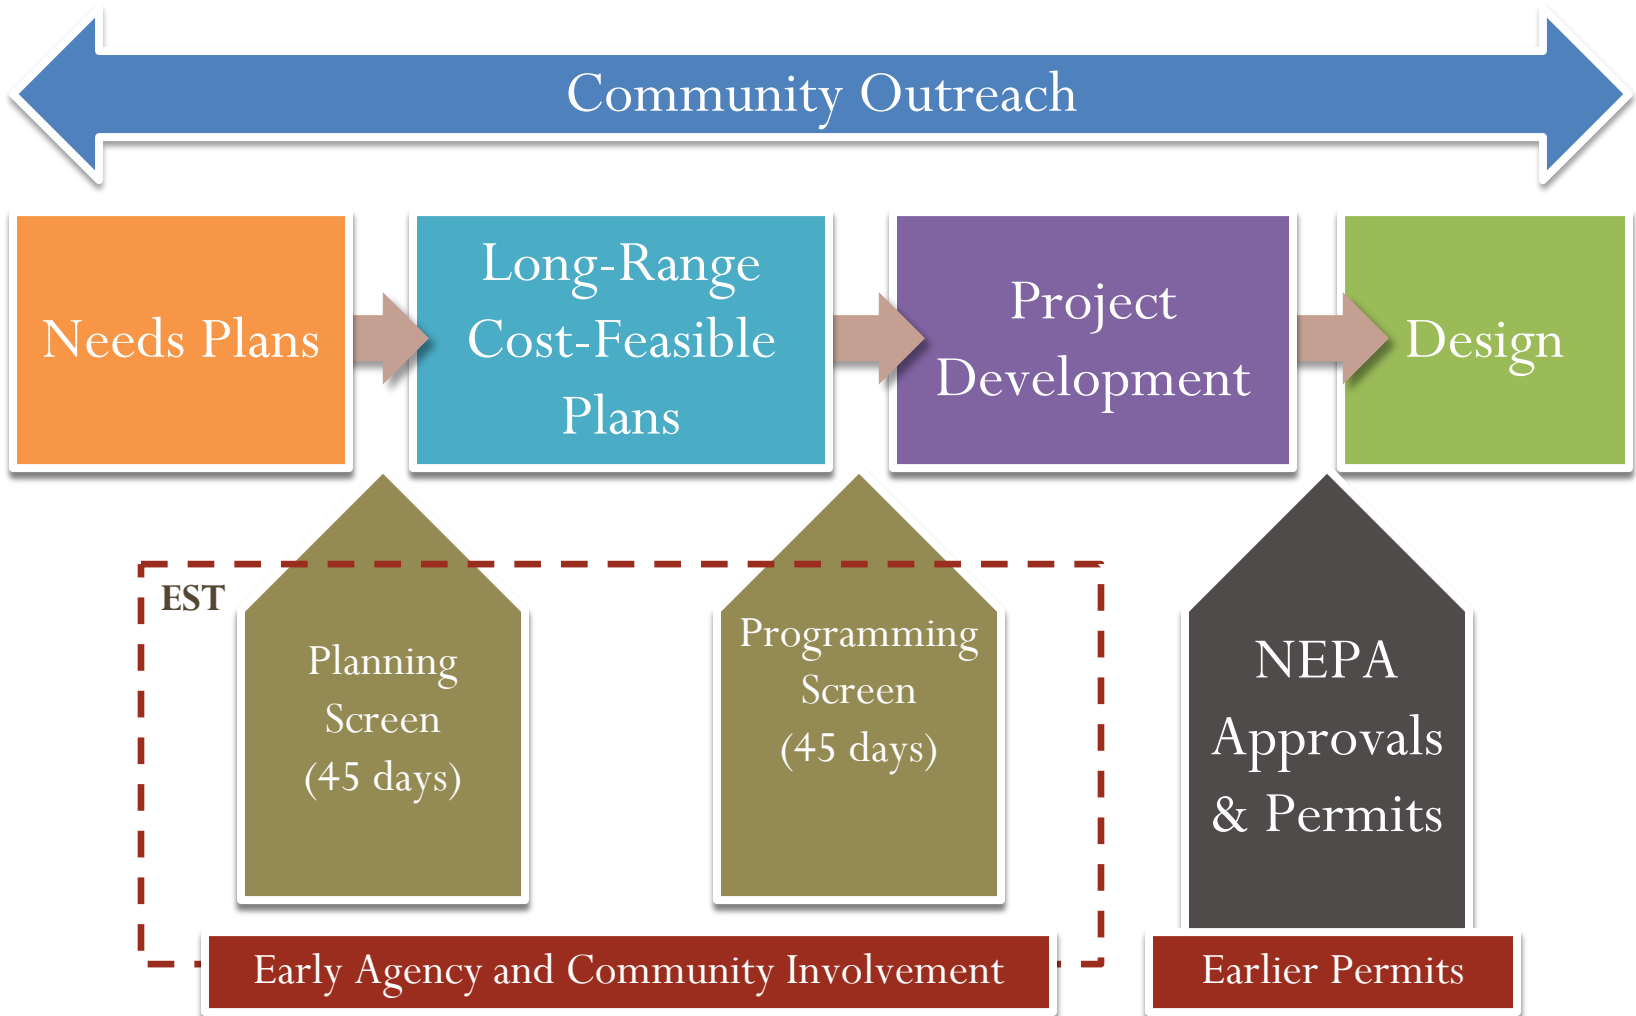 Community Outreach
Needs Plans
Long-Range
Cost-Feasible
Plans
Project
Development
Design
EST
Planning
Screen
(45 days)
Programming
Screen
(45 days)
NEPA
Approvals
& Permits
Early Agency and Community Involvement
Earlier Permits